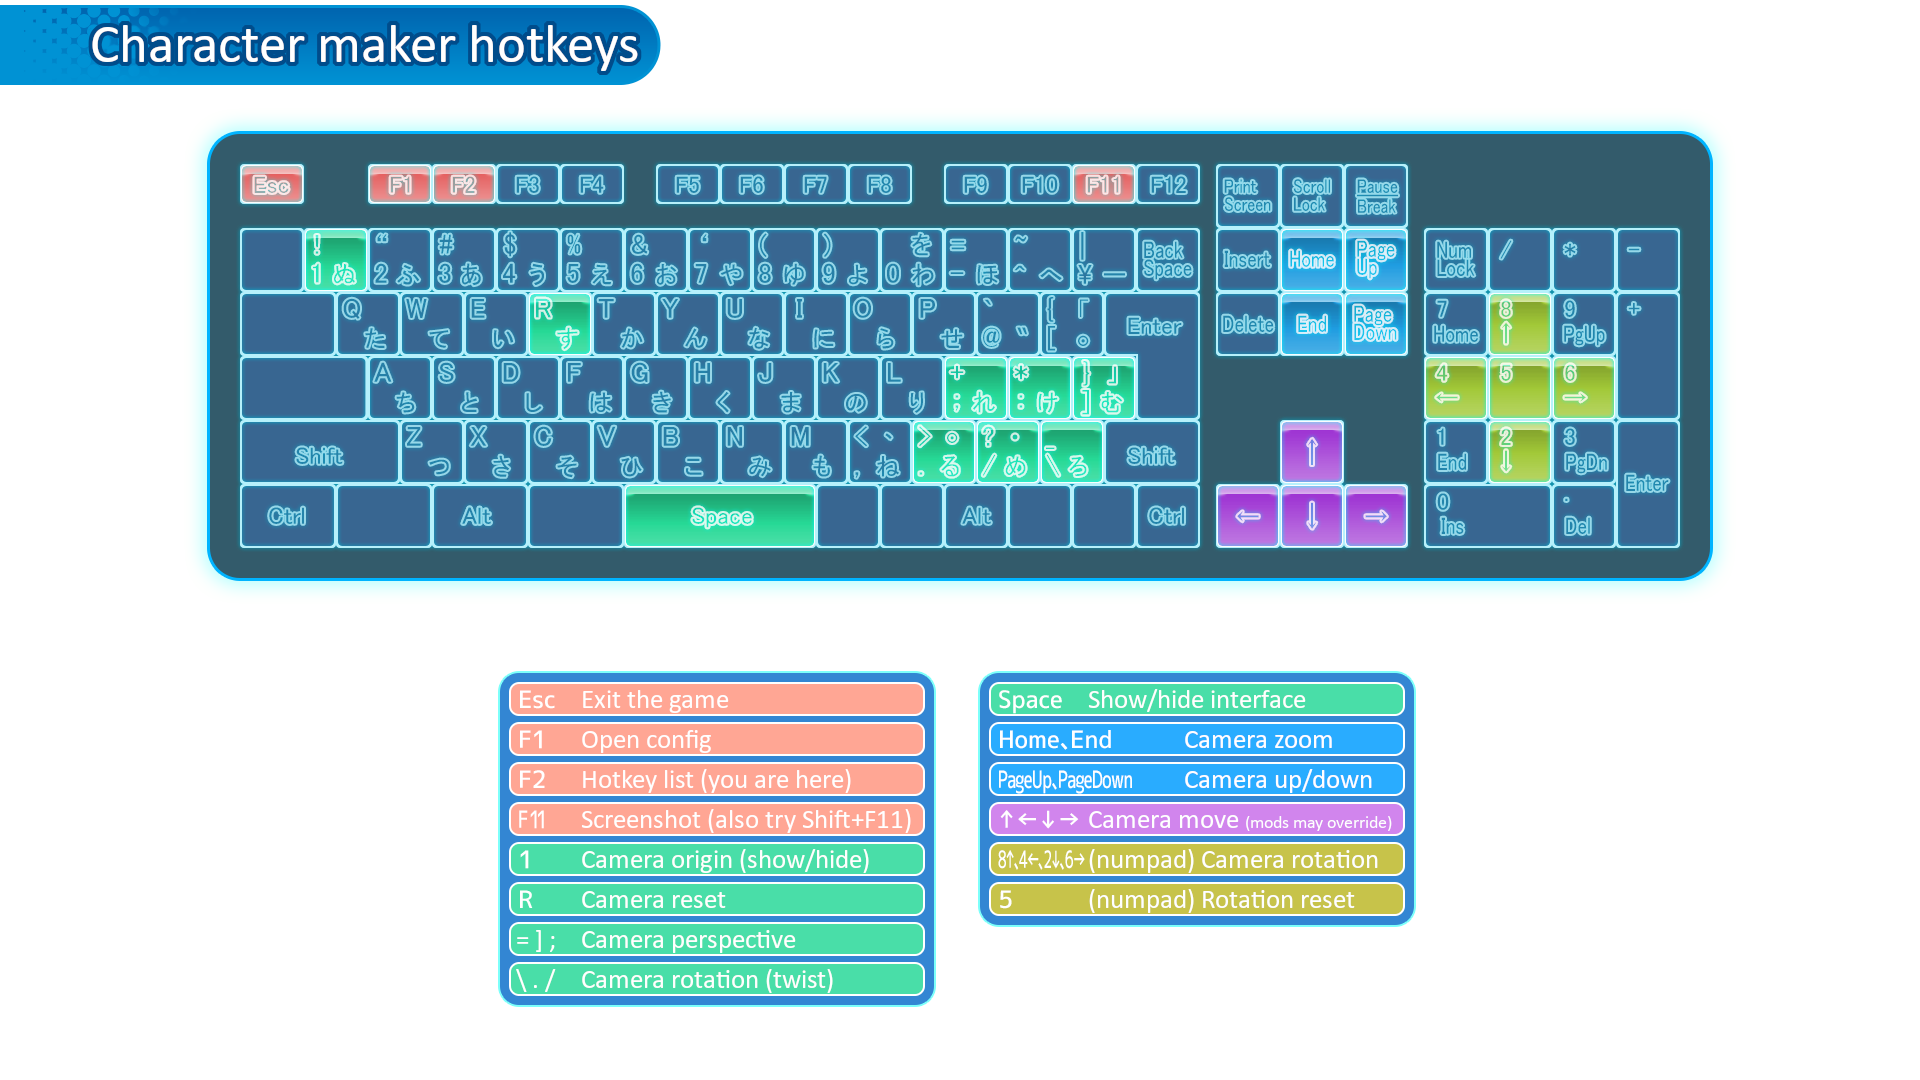 Character maker hotkeys
Esc F1 F2 F3 F4 F5 F6 F7 F8 F9 F10 F11 F12 Print Screen Scroll Lock Pause Break
! 1 ぬ “ 2 ふ # 3 あ $ 4 う % 5 え & 6 お ‘ 7 や ( 8 ゆ ) 9 よ を 0 わ = - ほ ~ ^ へ | ¥ ー Back Space Insert Home Page Up Num Lock / * -
Q た W て E い R す T か Y ん U な I に O ら P せ ` @ ゛ { 「 [ 。 Enter Delete End Page Down 7 Home 8 ↑ 9 PgUp +
A ち S と D し F は G き H く J ま K の L り + ; れ * : け } 」 ] む 4 ← 5 6 →
Shift Z つ X さ C そ V ひ B こ N み M も < 、 , ね > 。 . る ? ・ / め _ \ ろ Shift ↑ 1 End 2 ↓ 3 PgDn Enter
Ctrl Alt Space Alt Ctrl ← ↓ → 0 Ins . Del
Esc Exit the game
F1 Open config
F2 Hotkey list (you are here)
F11 Screenshot (also try Shift+F11)
1 Camera origin (show/hide)
R Camera reset
= ] ; Camera perspective
\ . / Camera rotation (twist)
Space Show/hide interface
Home、End Camera zoom
PageUp、PageDown Camera up/down
↑←↓→ Camera move (mods may override)
8↑、4←、2↓、6→ (numpad) Camera rotation
5 (numpad) Rotation reset